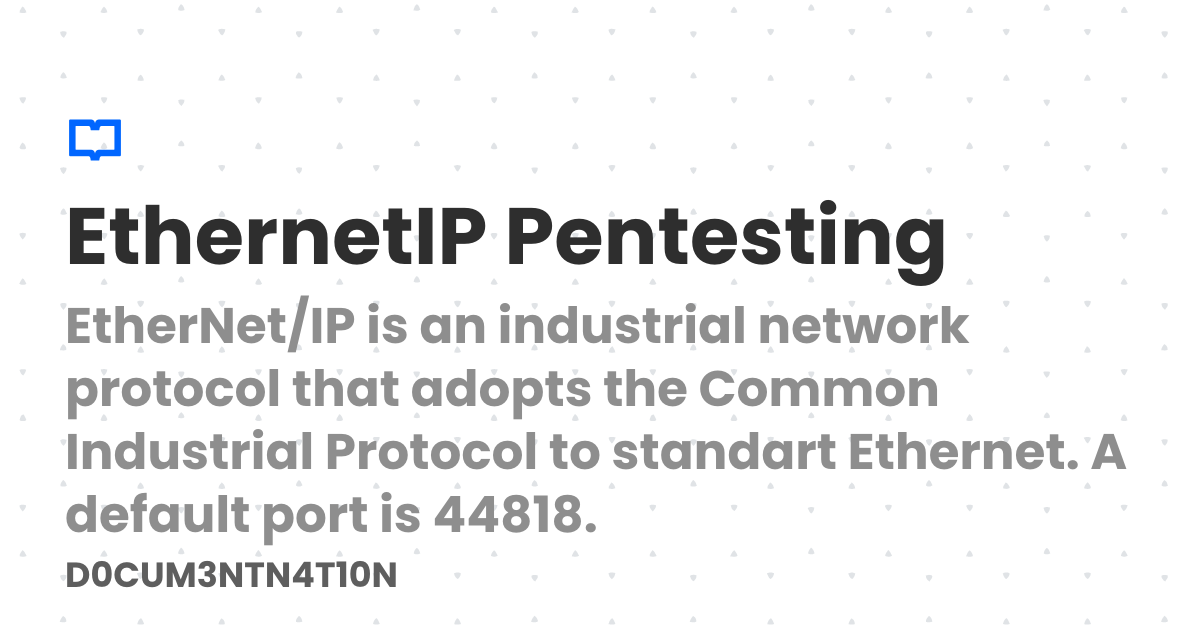 EthernetIP Pentesting
EtherNet/IP is an industrial network
protocol that adopts the Common
Industrial Protocol to standart Ethernet. A
default port is 44818.
D0CUM3NTN4T10N